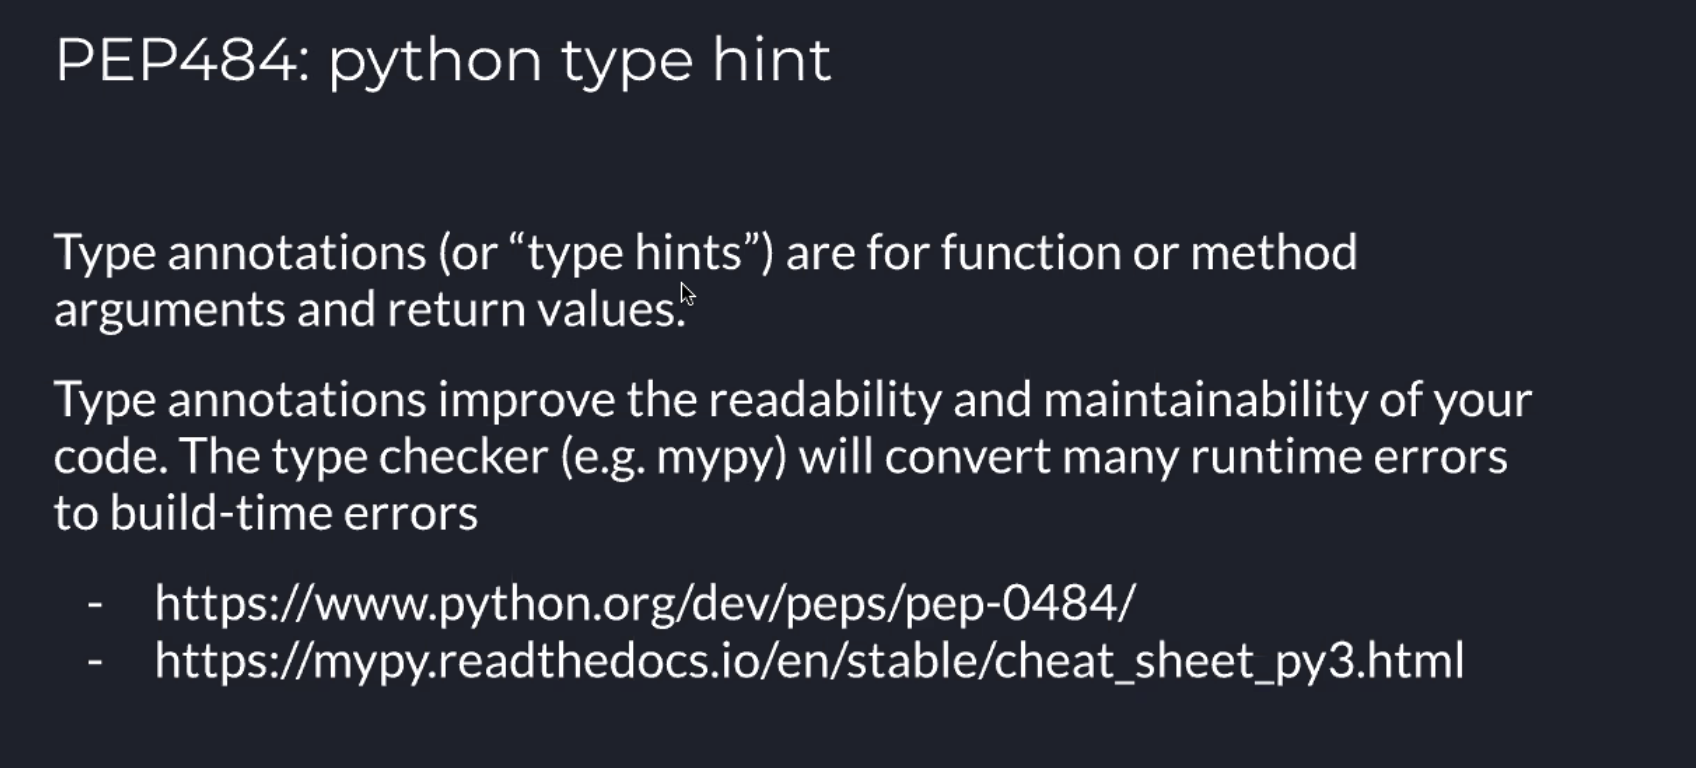 PEP484: python type hint
Type annotations (or “type hints”) are for function or method
arguments and return values.
Type annotations improve the readability and maintainability of your
code. The type checker (e.g. mypy) will convert many runtime errors
to build-time errors
- https://www.python.org/dev/peps/pep-0484/
- https://mypy.readthedocs.io/en/stable/cheat_sheet_py3.html